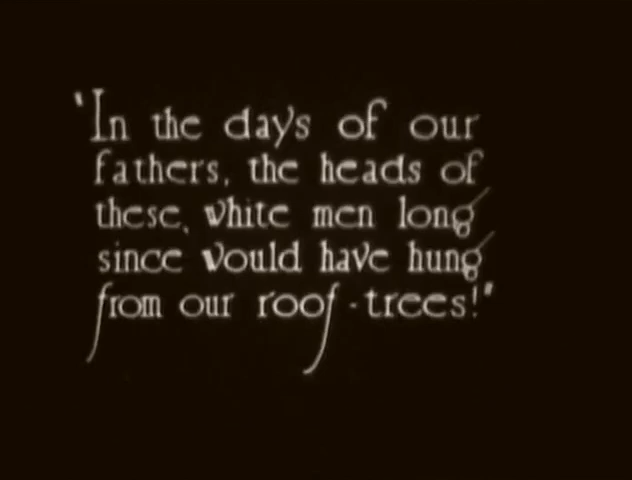 "In the days of our
fathers, the heads of
these, white men long
since would have hung
from our roof-trees!"